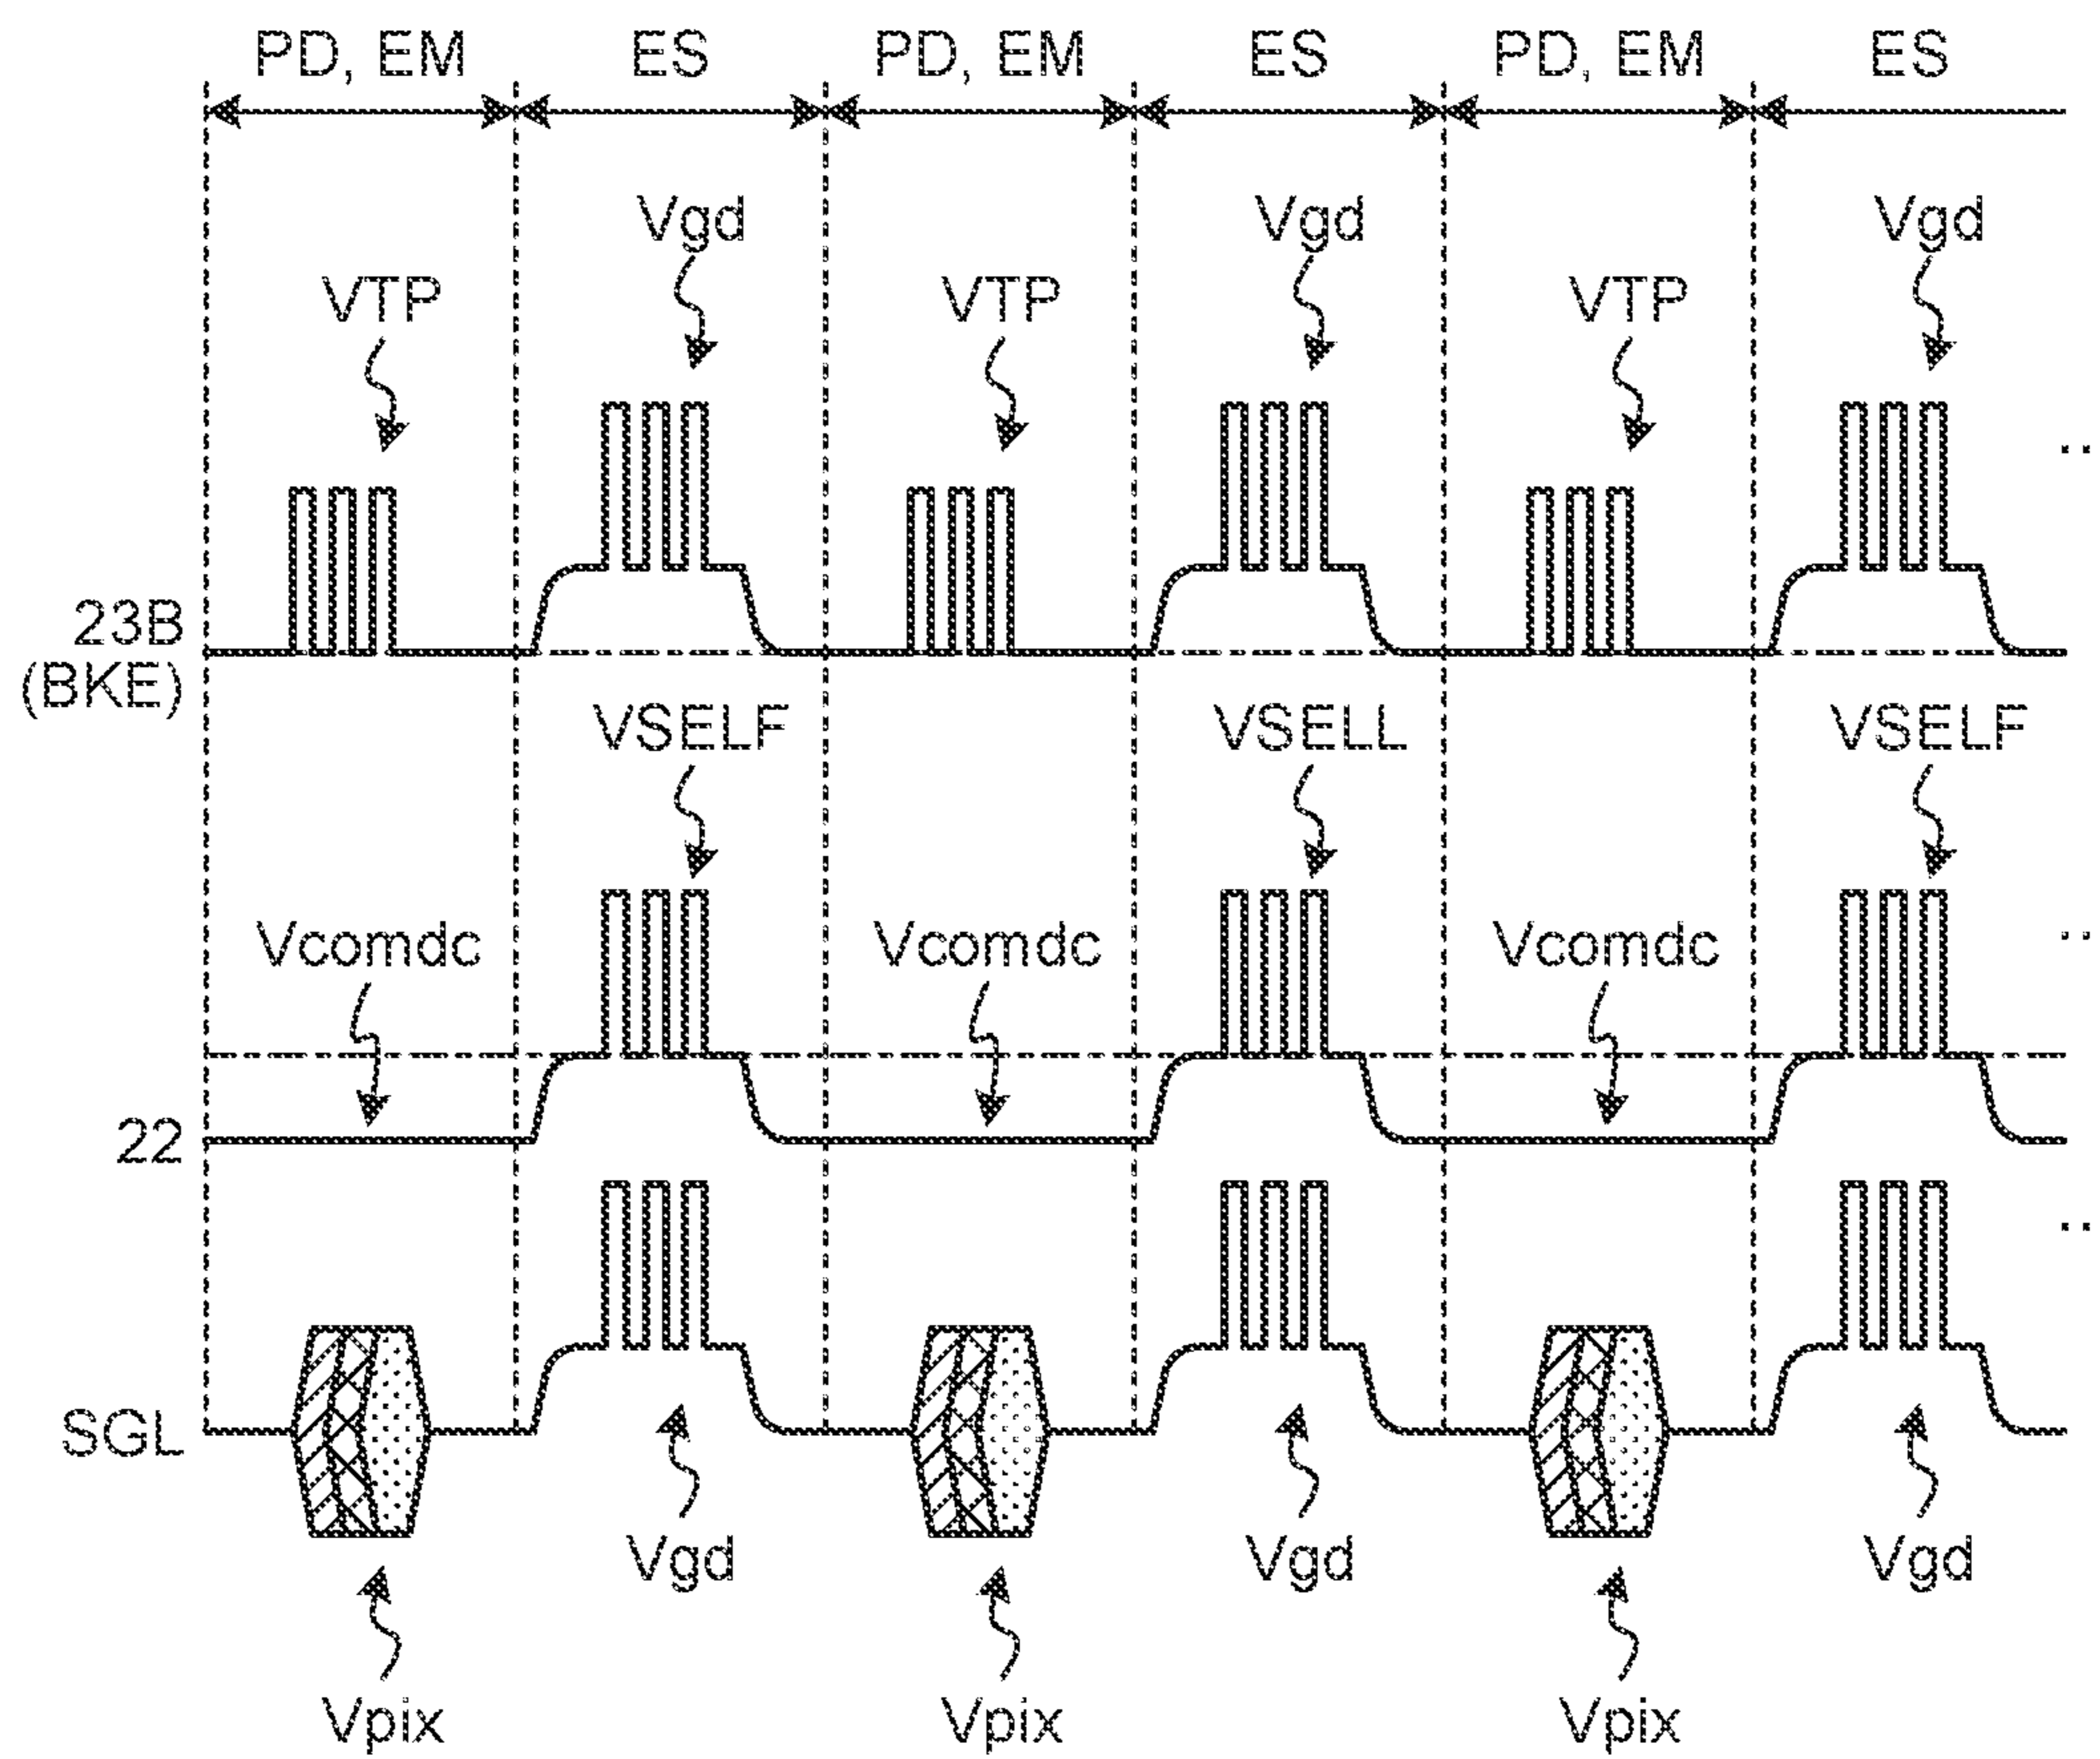 PD, EM ES PD, EM ES PD, EM ES
Vgd Vgd Vgd
VTP VTP VTP
23B
(BKE)
VSELF VSELL VSELF
Vcomdc Vcomdc Vcomdc
22
SGL
Vgd Vgd Vgd
Vpix Vpix Vpix